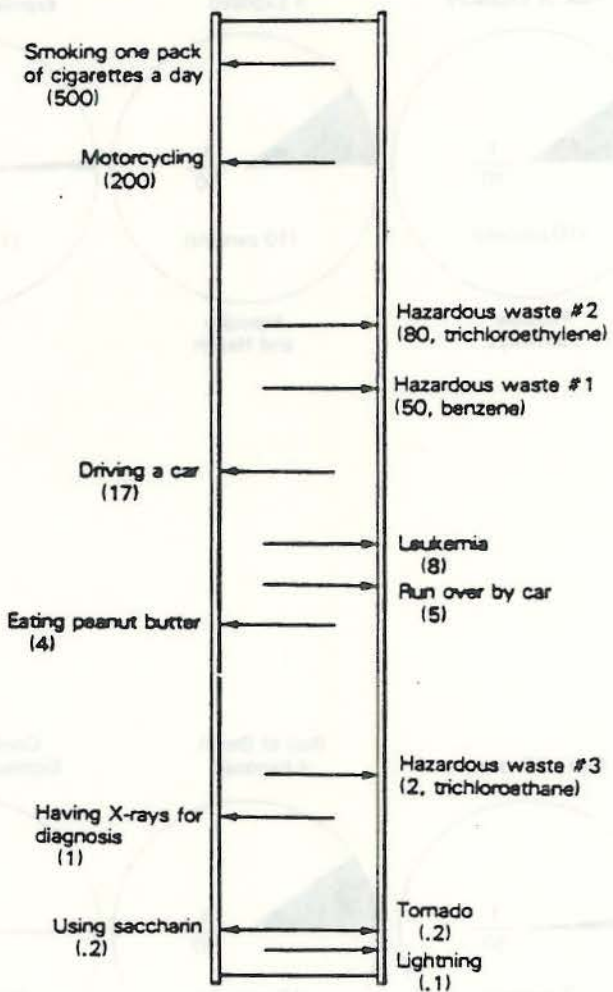 Smoking one pack
of cigarettes a day
(500)
Motorcycling
(200)
Hazardous waste #2
(80, trichloroethylene)
Hazardous waste #1
(50, benzene)
Driving a car
(17)
Leukemia
(8)
Run over by car
(5)
Eating peanut butter
(4)
Hazardous waste #3
(2, trichloroethane)
Having X-rays for
diagnosis
(1)
Using saccharin
(.2)
Tornado
(.2)
Lightning
(.1)